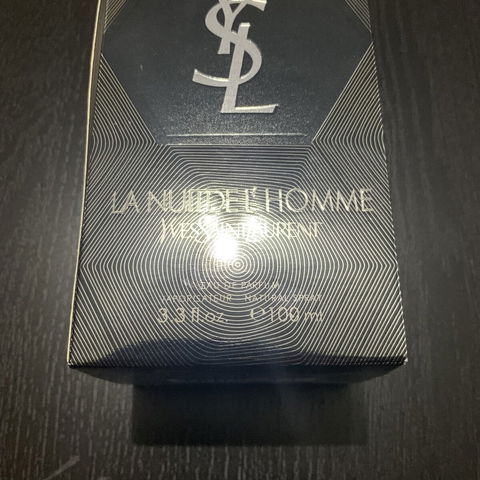 YSL
LA NUIT DE L'HOMME
YVES SAINT LAURENT
EAU DE PARFUM
VAPORISATEUR - NATURAL SPRAY
3.3 fl.oz. ℮100 ml